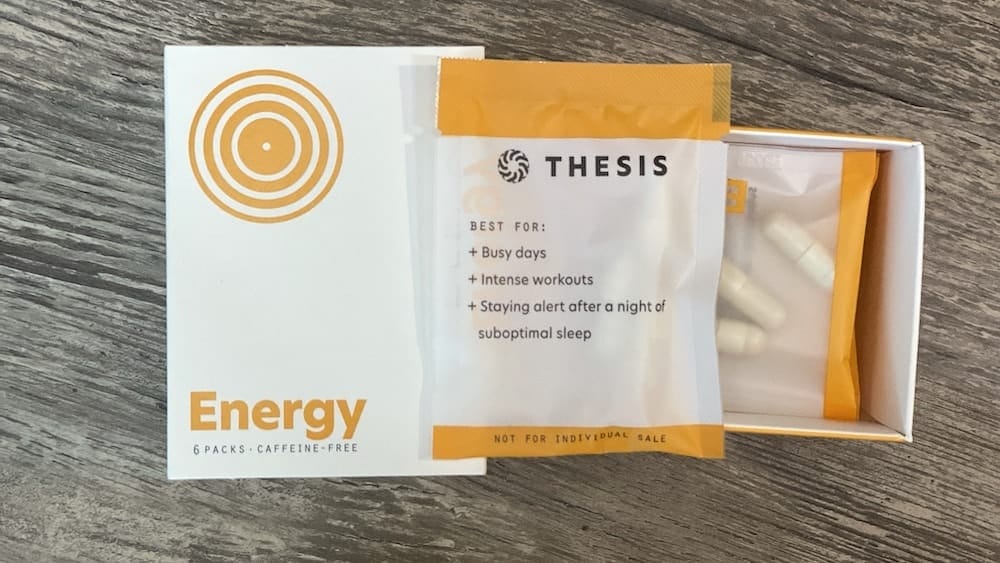 Energy
6 PACKS · CAFFEINE-FREE
THESIS
BEST FOR:
+ Busy days
+ Intense workouts
+ Staying alert after a night of
suboptimal sleep
NOT FOR INDIVIDUAL SALE